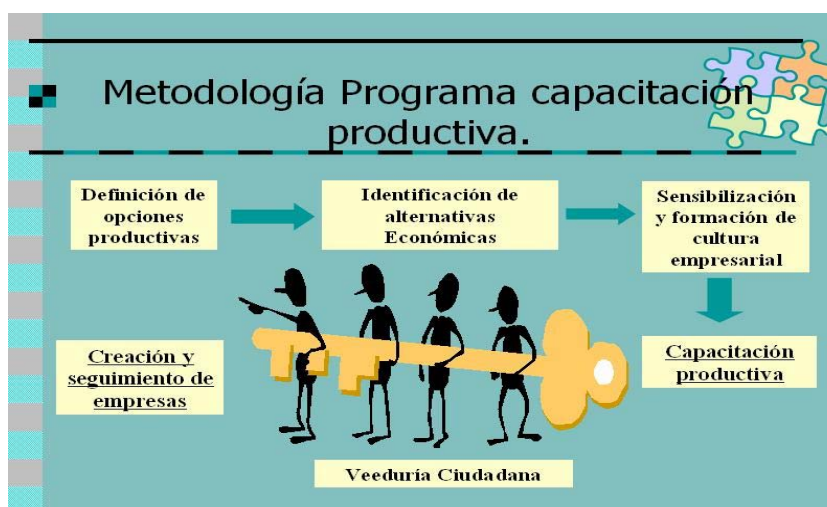 Metodología Programa capacitación
productiva.
Definición de
opciones
productivas
Identificación de
alternativas
Económicas
Sensibilización
y formación de
cultura
empresarial
Creación y
seguimiento de
empresas
Capacitación
productiva
Veeduría Ciudadana